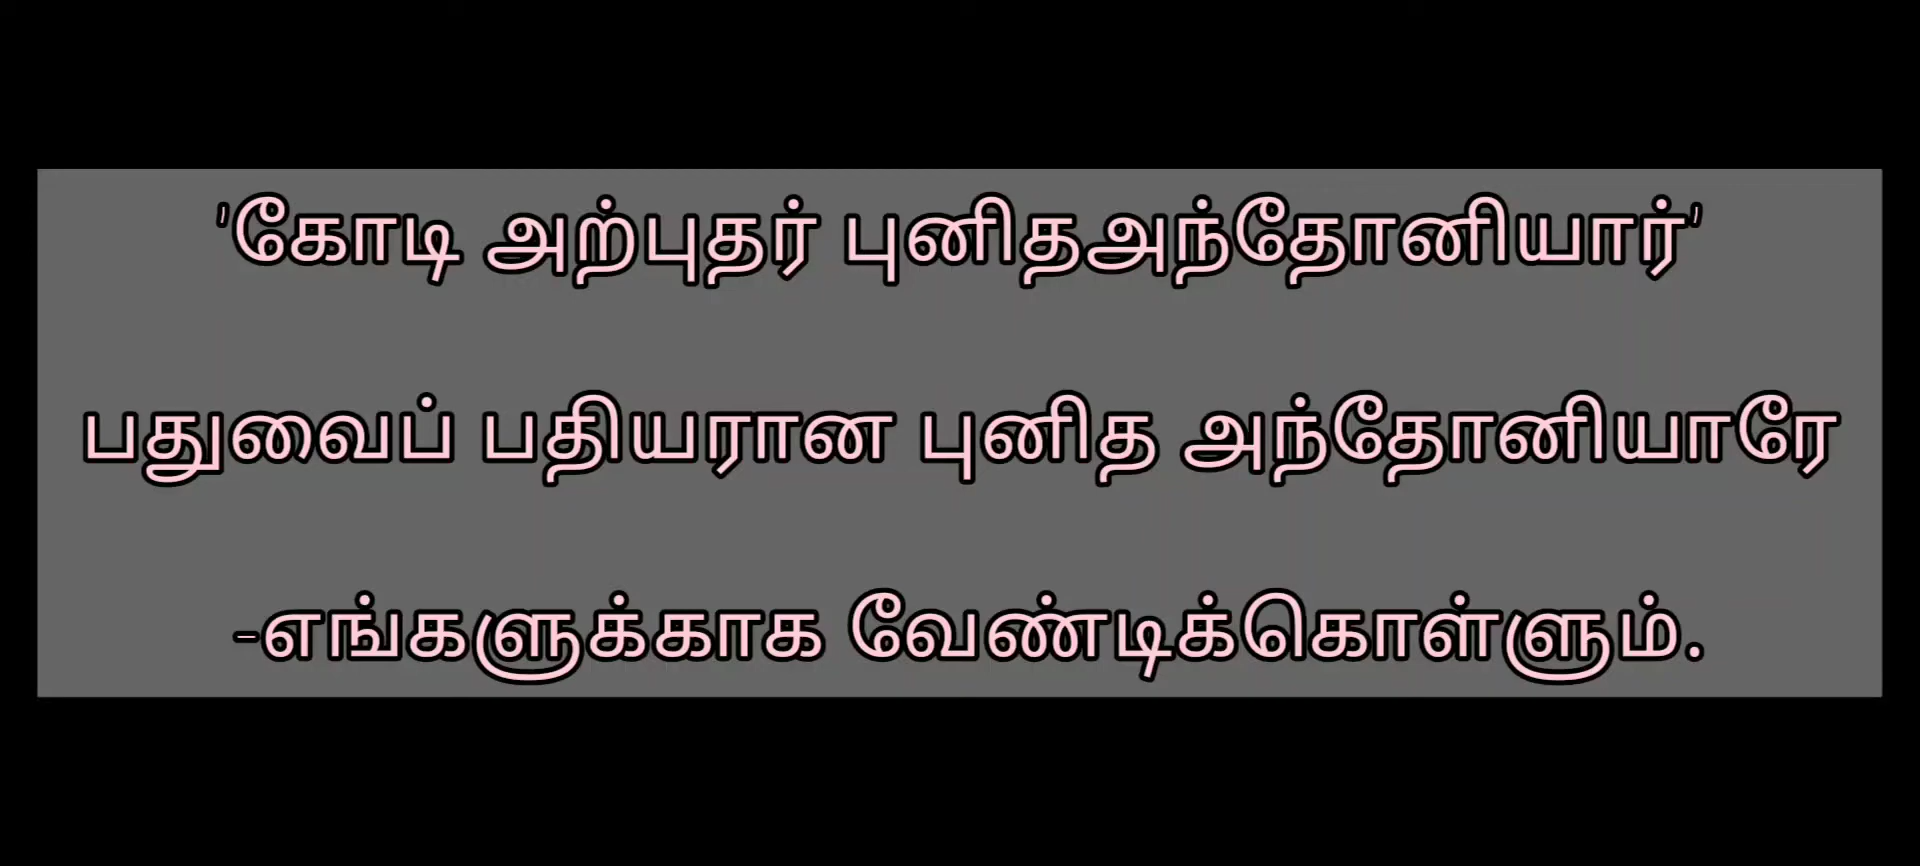 'கோடி அற்புதர் புனிதஅந்தோனியார்'
பதுவைப் பதியரான புனித அந்தோனியாரே
-எங்களுக்காக வேண்டிக்கொள்ளும்.